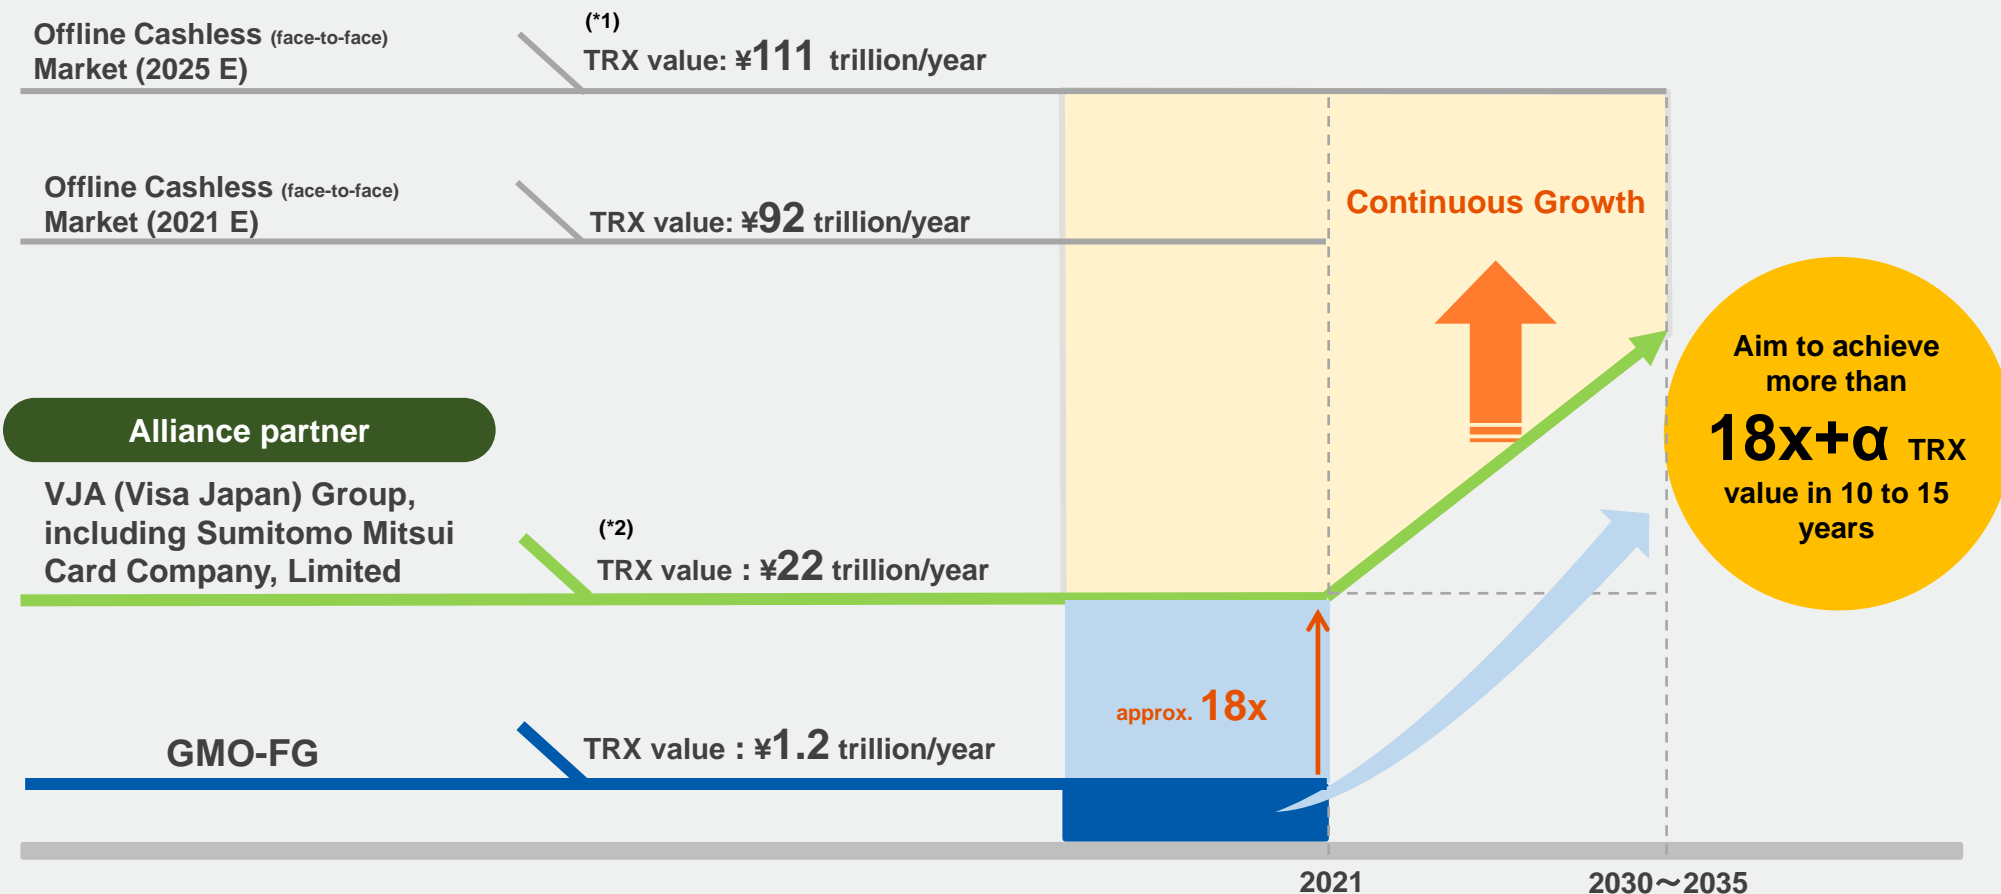 Offline Cashless (face-to-face)
Market (2025 E)
(*1)
TRX value: ¥111 trillion/year
Offline Cashless (face-to-face)
Market (2021 E)
TRX value: ¥92 trillion/year
Continuous Growth
Alliance partner
VJA (Visa Japan) Group,
including Sumitomo Mitsui
Card Company, Limited
(*2)
TRX value : ¥22 trillion/year
Aim to achieve
more than
18x+α TRX
value in 10 to 15
years
approx. 18x
GMO-FG
TRX value : ¥1.2 trillion/year
2021
2030～2035